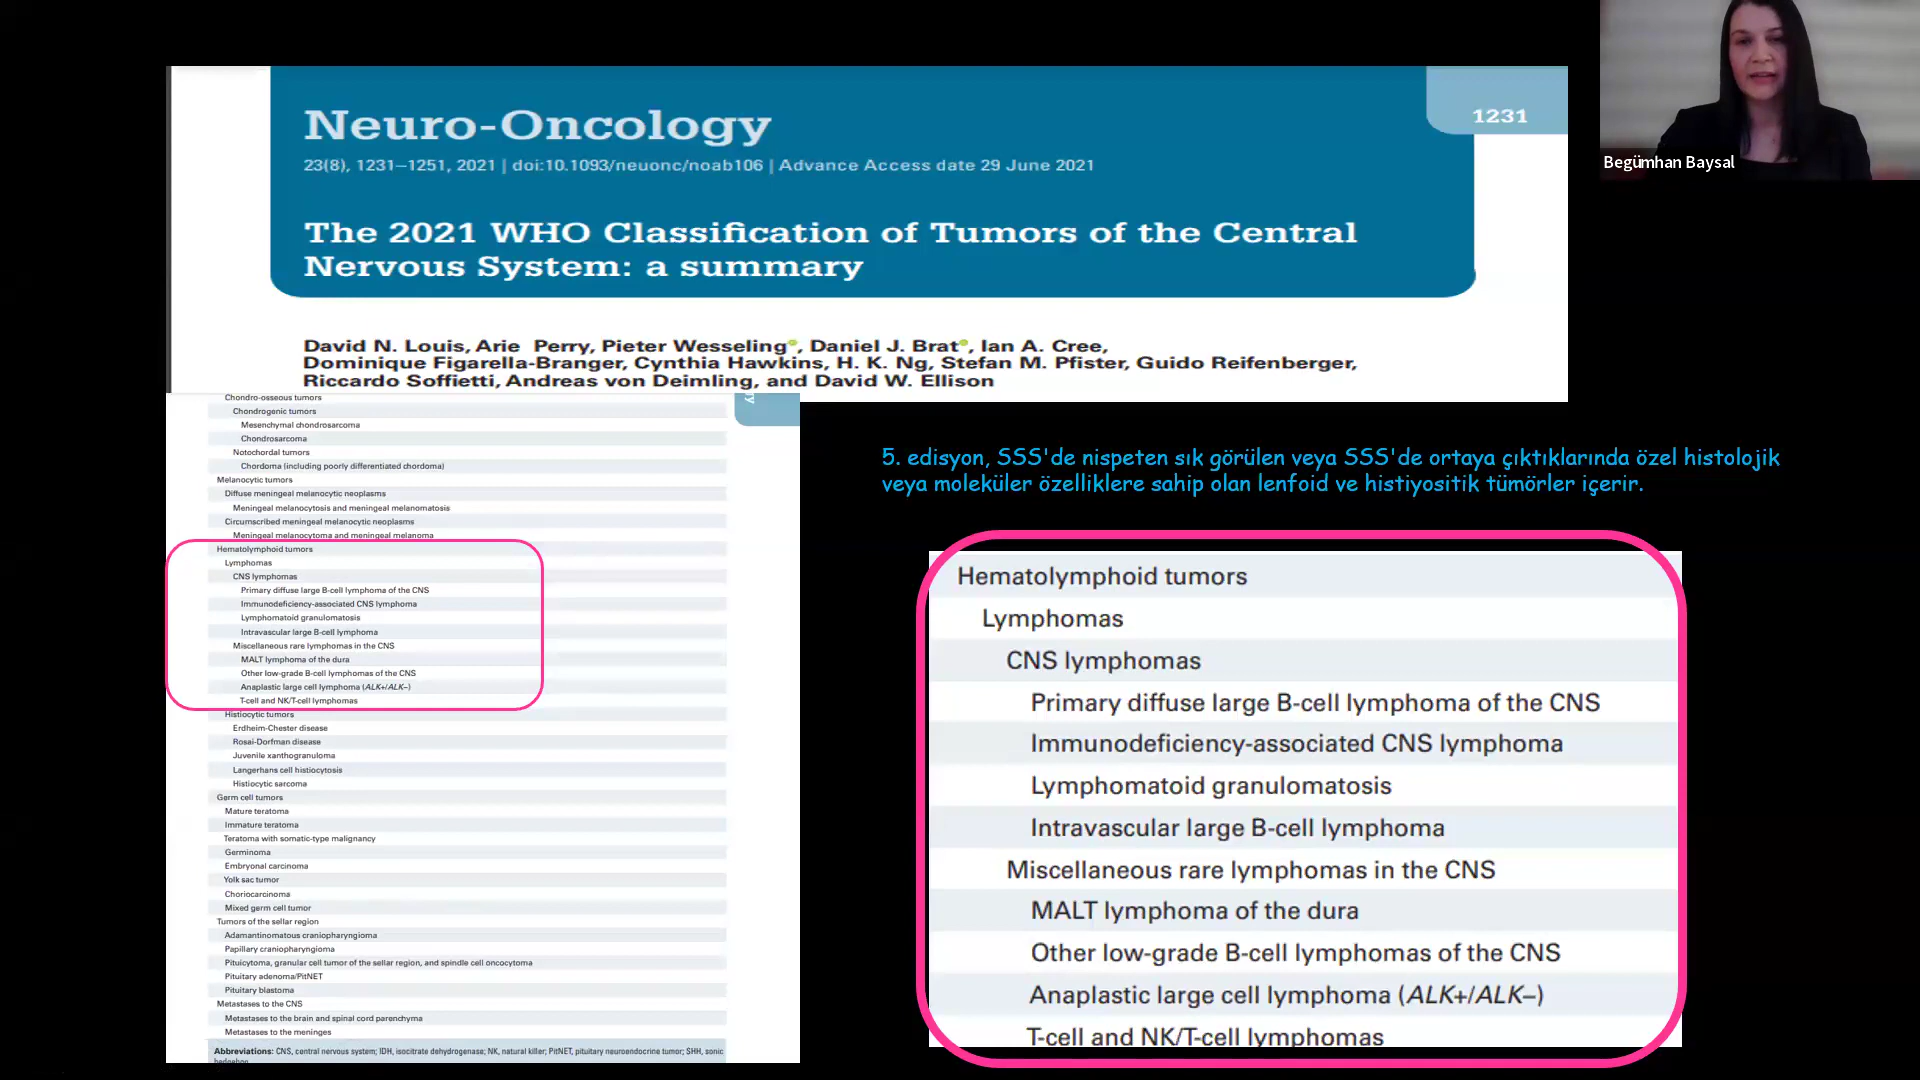 Neuro-Oncology
1231
23(8), 1231–1251, 2021 | doi:10.1093/neuonc/noab106 | Advance Access date 29 June 2021
The 2021 WHO Classification of Tumors of the Central
Nervous System: a summary
David N. Louis, Arie Perry, Pieter Wesseling, Daniel J. Brat, Ian A. Cree,
Dominique Figarella-Branger, Cynthia Hawkins, H. K. Ng, Stefan M. Pfister, Guido Reifenberger,
Riccardo Soffietti, Andreas von Deimling, and David W. Ellison
Begümhan Baysal
Chondro-osseous tumors
Chondrogenic tumors
Mesenchymal chondrosarcoma
Chondrosarcoma
Notochordal tumors
Chordoma (including poorly differentiated chordoma)
Melanocytic tumors
Diffuse meningeal melanocytic neoplasms
Meningeal melanocytosis and meningeal melanomatosis
Circumscribed meningeal melanocytic neoplasms
Meningeal melanocytoma and meningeal melanoma
Hematolymphoid tumors
Lymphomas
CNS lymphomas
Primary diffuse large B-cell lymphoma of the CNS
Immunodeficiency-associated CNS lymphoma
Lymphomatoid granulomatosis
Intravascular large B-cell lymphoma
Miscellaneous rare lymphomas in the CNS
MALT lymphoma of the dura
Other low-grade B-cell lymphomas of the CNS
Anaplastic large cell lymphoma (ALK+/ALK–)
T-cell and NK/T-cell lymphomas
Histiocytic tumors
Erdheim-Chester disease
Rosai-Dorfman disease
Juvenile xanthogranuloma
Langerhans cell histiocytosis
Histiocytic sarcoma
Germ cell tumors
Mature teratoma
Immature teratoma
Teratoma with somatic-type malignancy
Germinoma
Embryonal carcinoma
Yolk sac tumor
Choriocarcinoma
Mixed germ cell tumor
Tumors of the sellar region
Adamantinomatous craniopharyngioma
Papillary craniopharyngioma
Pituicytoma, granular cell tumor of the sellar region, and spindle cell oncocytoma
Pituitary adenoma/PitNET
Pituitary blastoma
Metastases to the CNS
Metastases to the brain and spinal cord parenchyma
Metastases to the meninges
Abbreviations: CNS, central nervous system; IDH, isocitrate dehydrogenase; NK, natural killer; PitNET, pituitary neuroendocrine tumor; SHH, sonic
hedgehog
5. edisyon, SSS'de nispeten sık görülen veya SSS'de ortaya çıktıklarında özel histolojik
veya moleküler özelliklere sahip olan lenfoid ve histiyositik tümörler içerir.
Hematolymphoid tumors
Lymphomas
CNS lymphomas
Primary diffuse large B-cell lymphoma of the CNS
Immunodeficiency-associated CNS lymphoma
Lymphomatoid granulomatosis
Intravascular large B-cell lymphoma
Miscellaneous rare lymphomas in the CNS
MALT lymphoma of the dura
Other low-grade B-cell lymphomas of the CNS
Anaplastic large cell lymphoma (ALK+/ALK–)
T-cell and NK/T-cell lymphomas